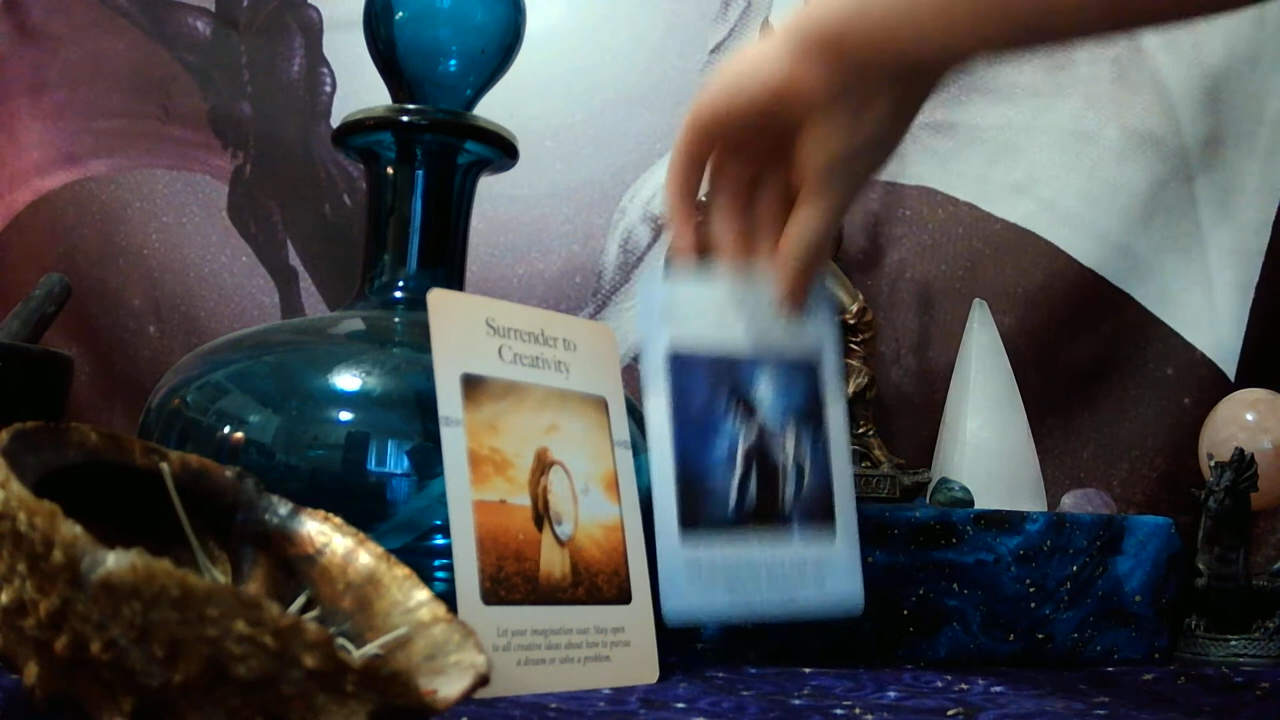 Surrender to
Creativity
Let your imagination soar. Stay open
to all creative ideas about how to pursue
a dream or solve a problem.